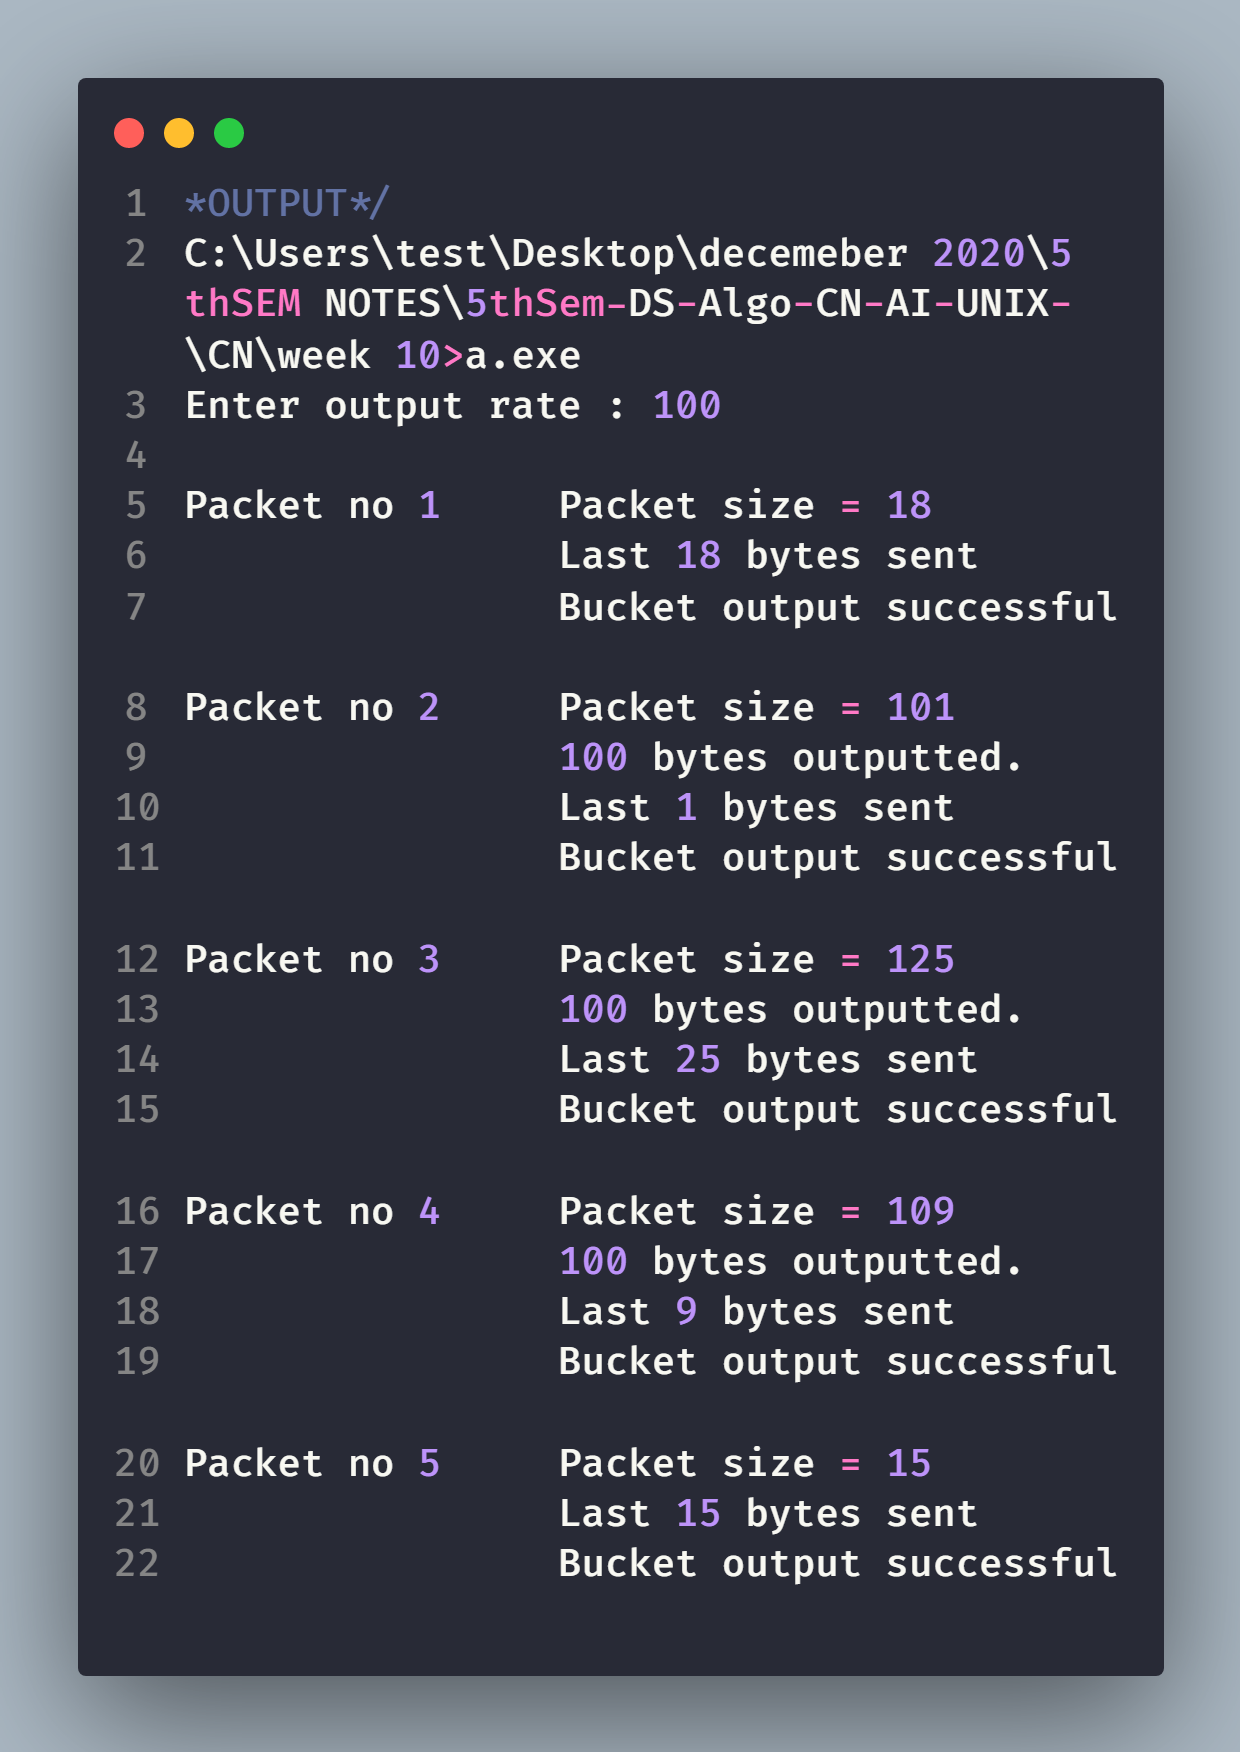 1 *OUTPUT*/
2 C:\Users\test\Desktop\decemeber 2020\5
thSEM NOTES\5thSem-DS-Algo-CN-AI-UNIX-
\CN\week 10>a.exe
3 Enter output rate : 100
4
5 Packet no 1     Packet size = 18
6                 Last 18 bytes sent
7                 Bucket output successful
8 Packet no 2     Packet size = 101
9                 100 bytes outputted.
10                 Last 1 bytes sent
11                 Bucket output successful
12 Packet no 3     Packet size = 125
13                 100 bytes outputted.
14                 Last 25 bytes sent
15                 Bucket output successful
16 Packet no 4     Packet size = 109
17                 100 bytes outputted.
18                 Last 9 bytes sent
19                 Bucket output successful
20 Packet no 5     Packet size = 15
21                 Last 15 bytes sent
22                 Bucket output successful